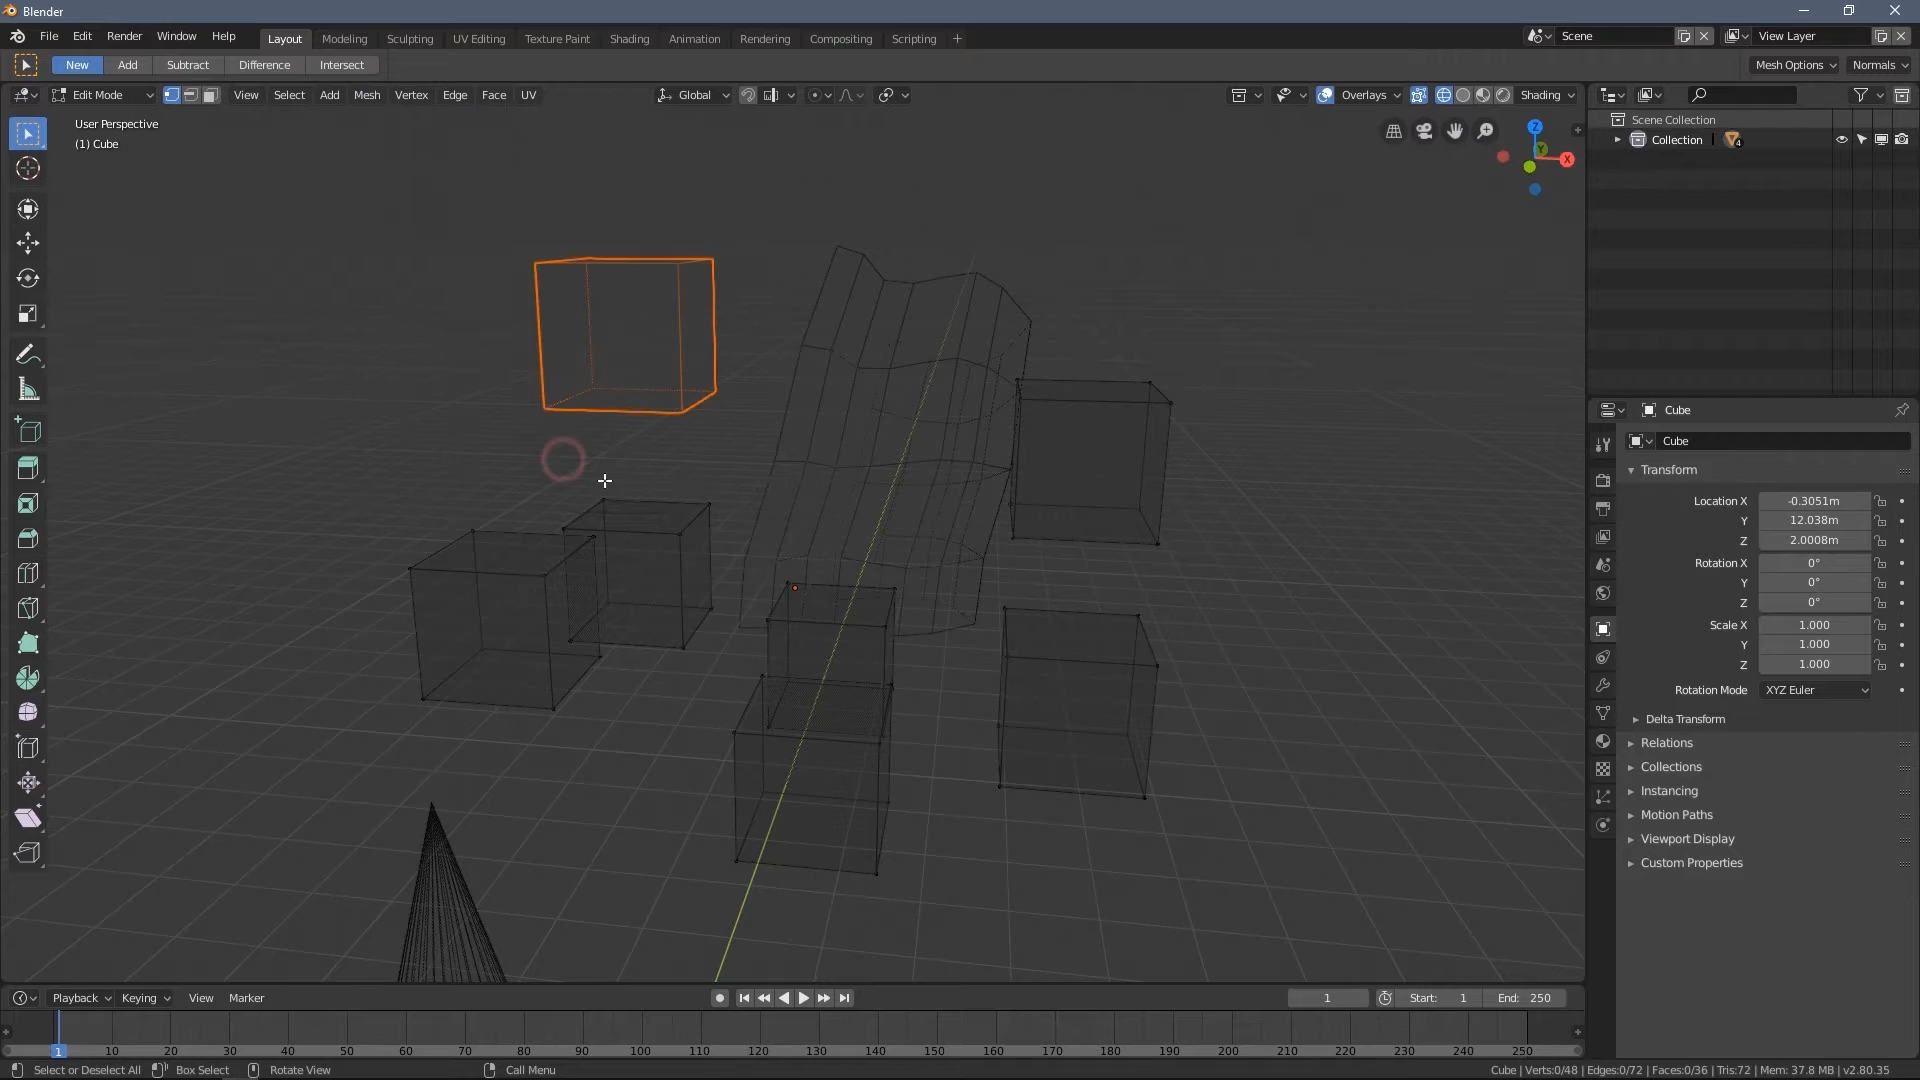 Blender
File Edit Render Window Help Layout Modeling Sculpting UV Editing Texture Paint Shading Animation Rendering Compositing Scripting + Scene View Layer
New Add Subtract Difference Intersect Mesh Options Normals
Edit Mode View Select Add Mesh Vertex Edge Face UV Global Overlays Shading
User Perspective
(1) Cube
Z
Y
X
Scene Collection
Collection 4
Cube
Cube
Transform
Location X -0.3051m
Y 12.038m
Z 2.0008m
Rotation X 0°
Y 0°
Z 0°
Scale X 1.000
Y 1.000
Z 1.000
Rotation Mode XYZ Euler
Delta Transform
Relations
Collections
Instancing
Motion Paths
Viewport Display
Custom Properties
Playback Keying View Marker 1 Start: 1 End: 250
1 10 20 30 40 50 60 70 80 90 100 110 120 130 140 150 160 170 180 190 200 210 220 230 240 250
Select or Deselect All Box Select Rotate View Call Menu Cube | Verts:0/48 | Edges:0/72 | Faces:0/36 | Tris:72 | Mem: 37.8 MB | v2.80.35